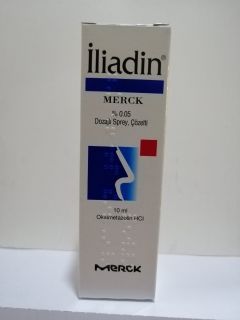 İliadin®
MERCK
% 0.05
Dozajlı Sprey, Çözelti
10 ml
Oksimetazolin HCl
MERCK